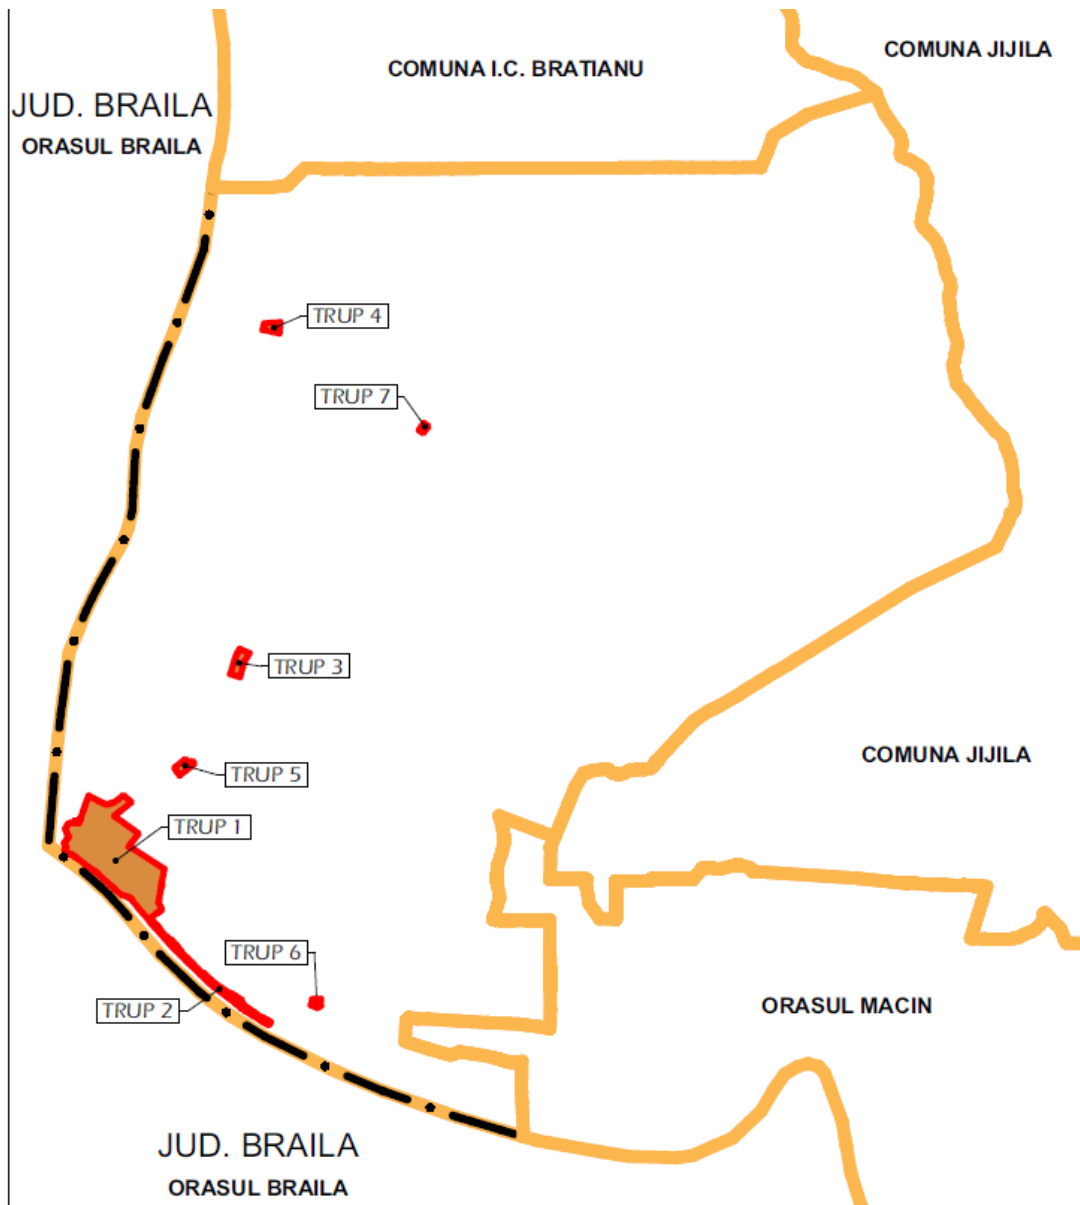 COMUNA JIJILA
COMUNA I.C. BRATIANU
JUD. BRAILA
ORASUL BRAILA
TRUP 4
TRUP 7
TRUP 3
COMUNA JIJILA
TRUP 5
TRUP 1
TRUP 6
TRUP 2
ORASUL MACIN
JUD. BRAILA
ORASUL BRAILA